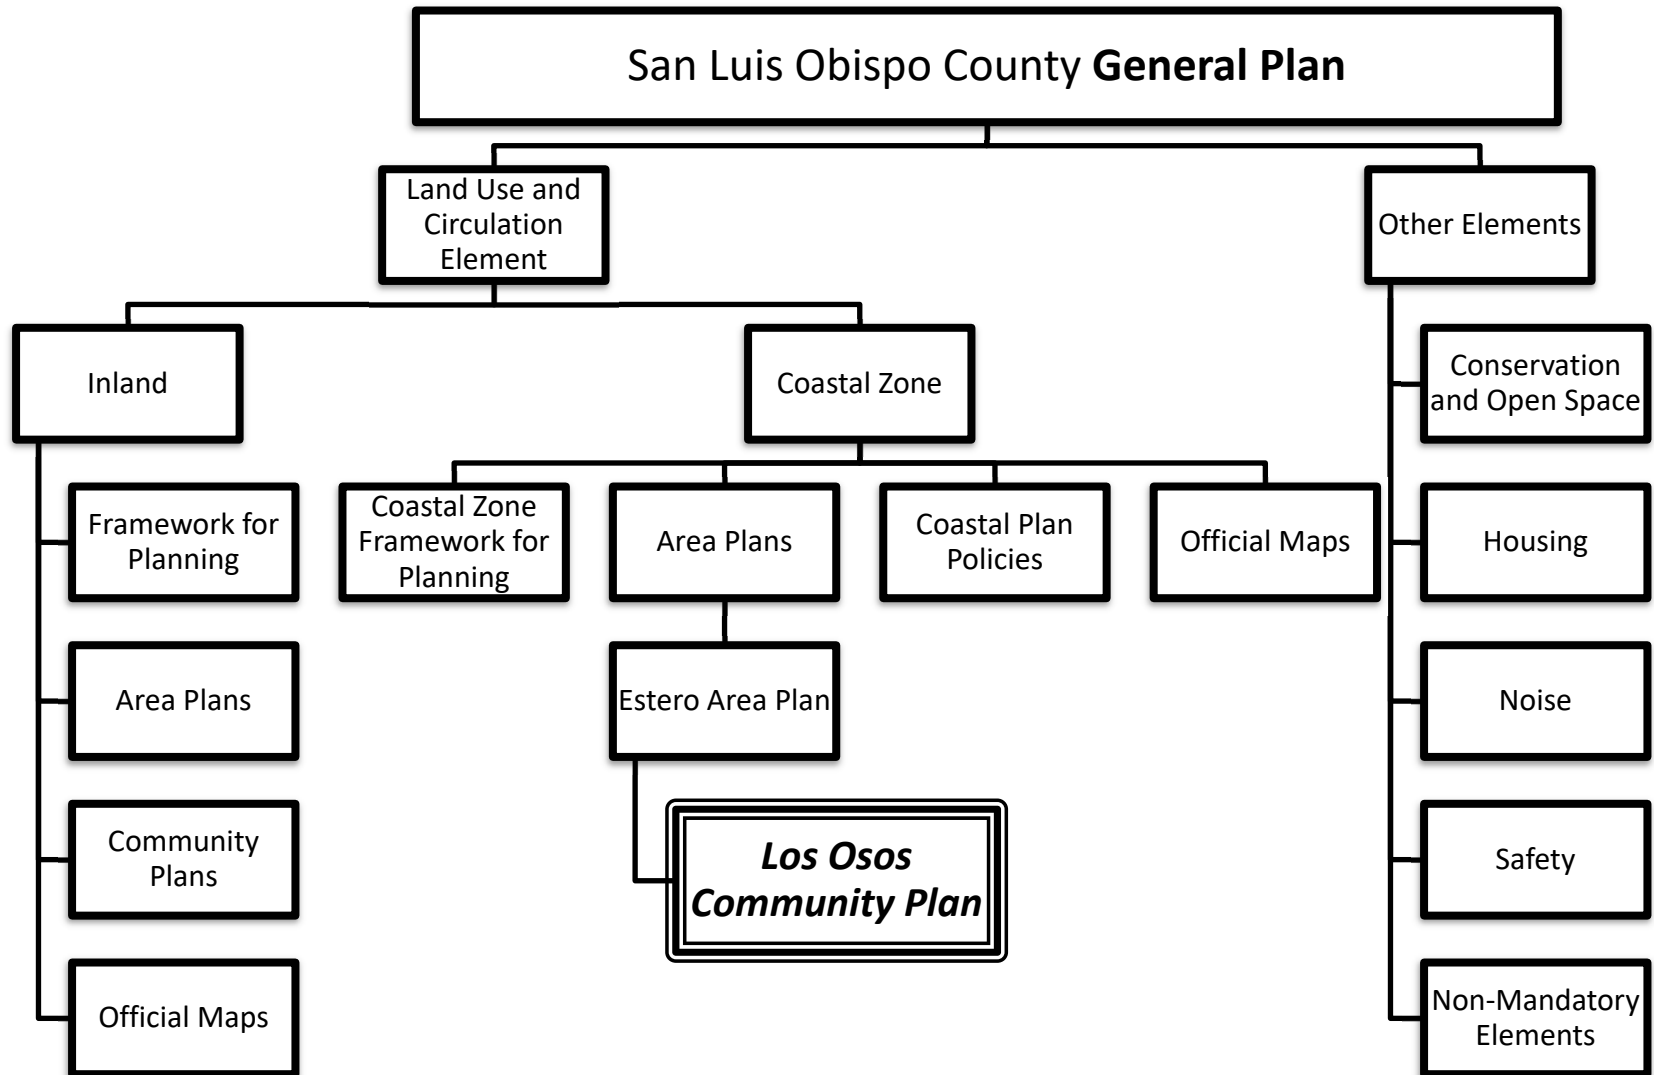 San Luis Obispo County General Plan
Land Use and
Circulation
Element
Other Elements
Inland
Coastal Zone
Conservation
and Open Space
Framework for
Planning
Coastal Zone
Framework for
Planning
Area Plans
Coastal Plan
Policies
Official Maps
Housing
Area Plans
Estero Area Plan
Noise
Community
Plans
Los Osos
Community Plan
Safety
Official Maps
Non-Mandatory
Elements